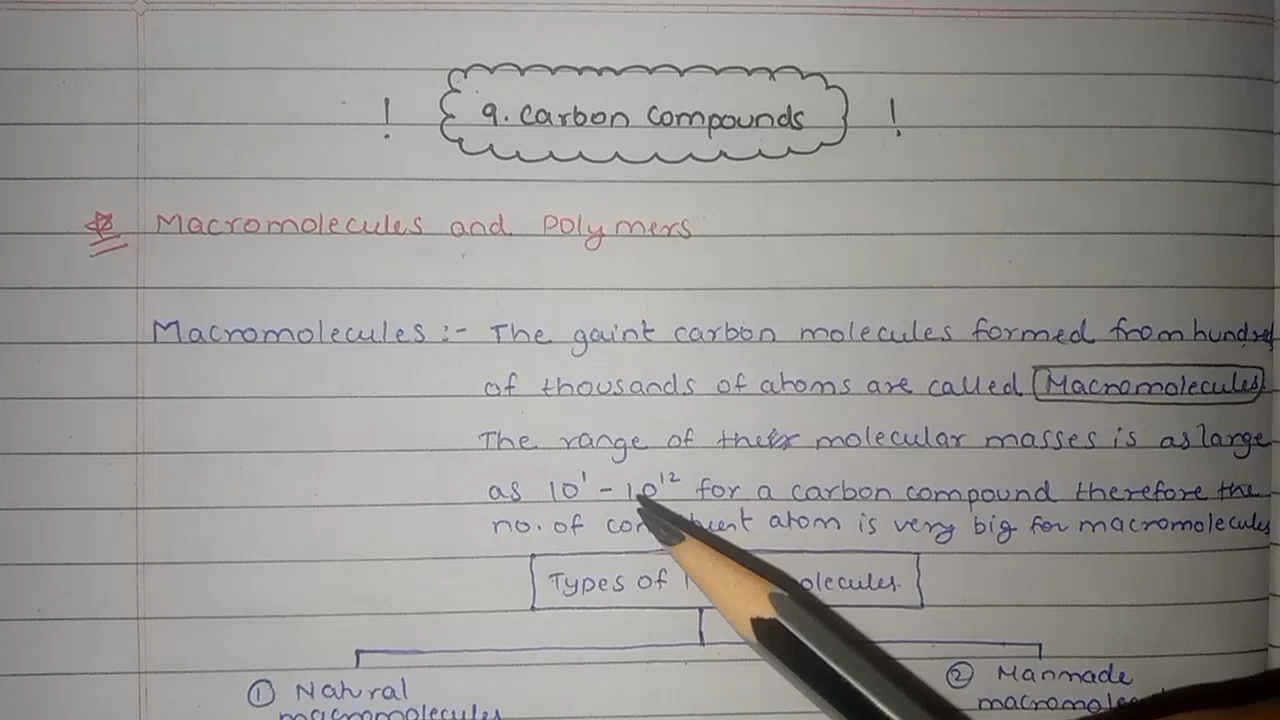 ! 9. Carbon Compounds !
Macromolecules and Polymers
Macromolecules :- The gaint carbon molecules formed from hundred
of thousands of atoms are called Macromolecules.
The range of their molecular masses is as large
as 10¹ - 10¹² for a carbon compound therefore the
no. of atom is very big for macromolecules
Types of
① Natural ② Manmade
macromolecules